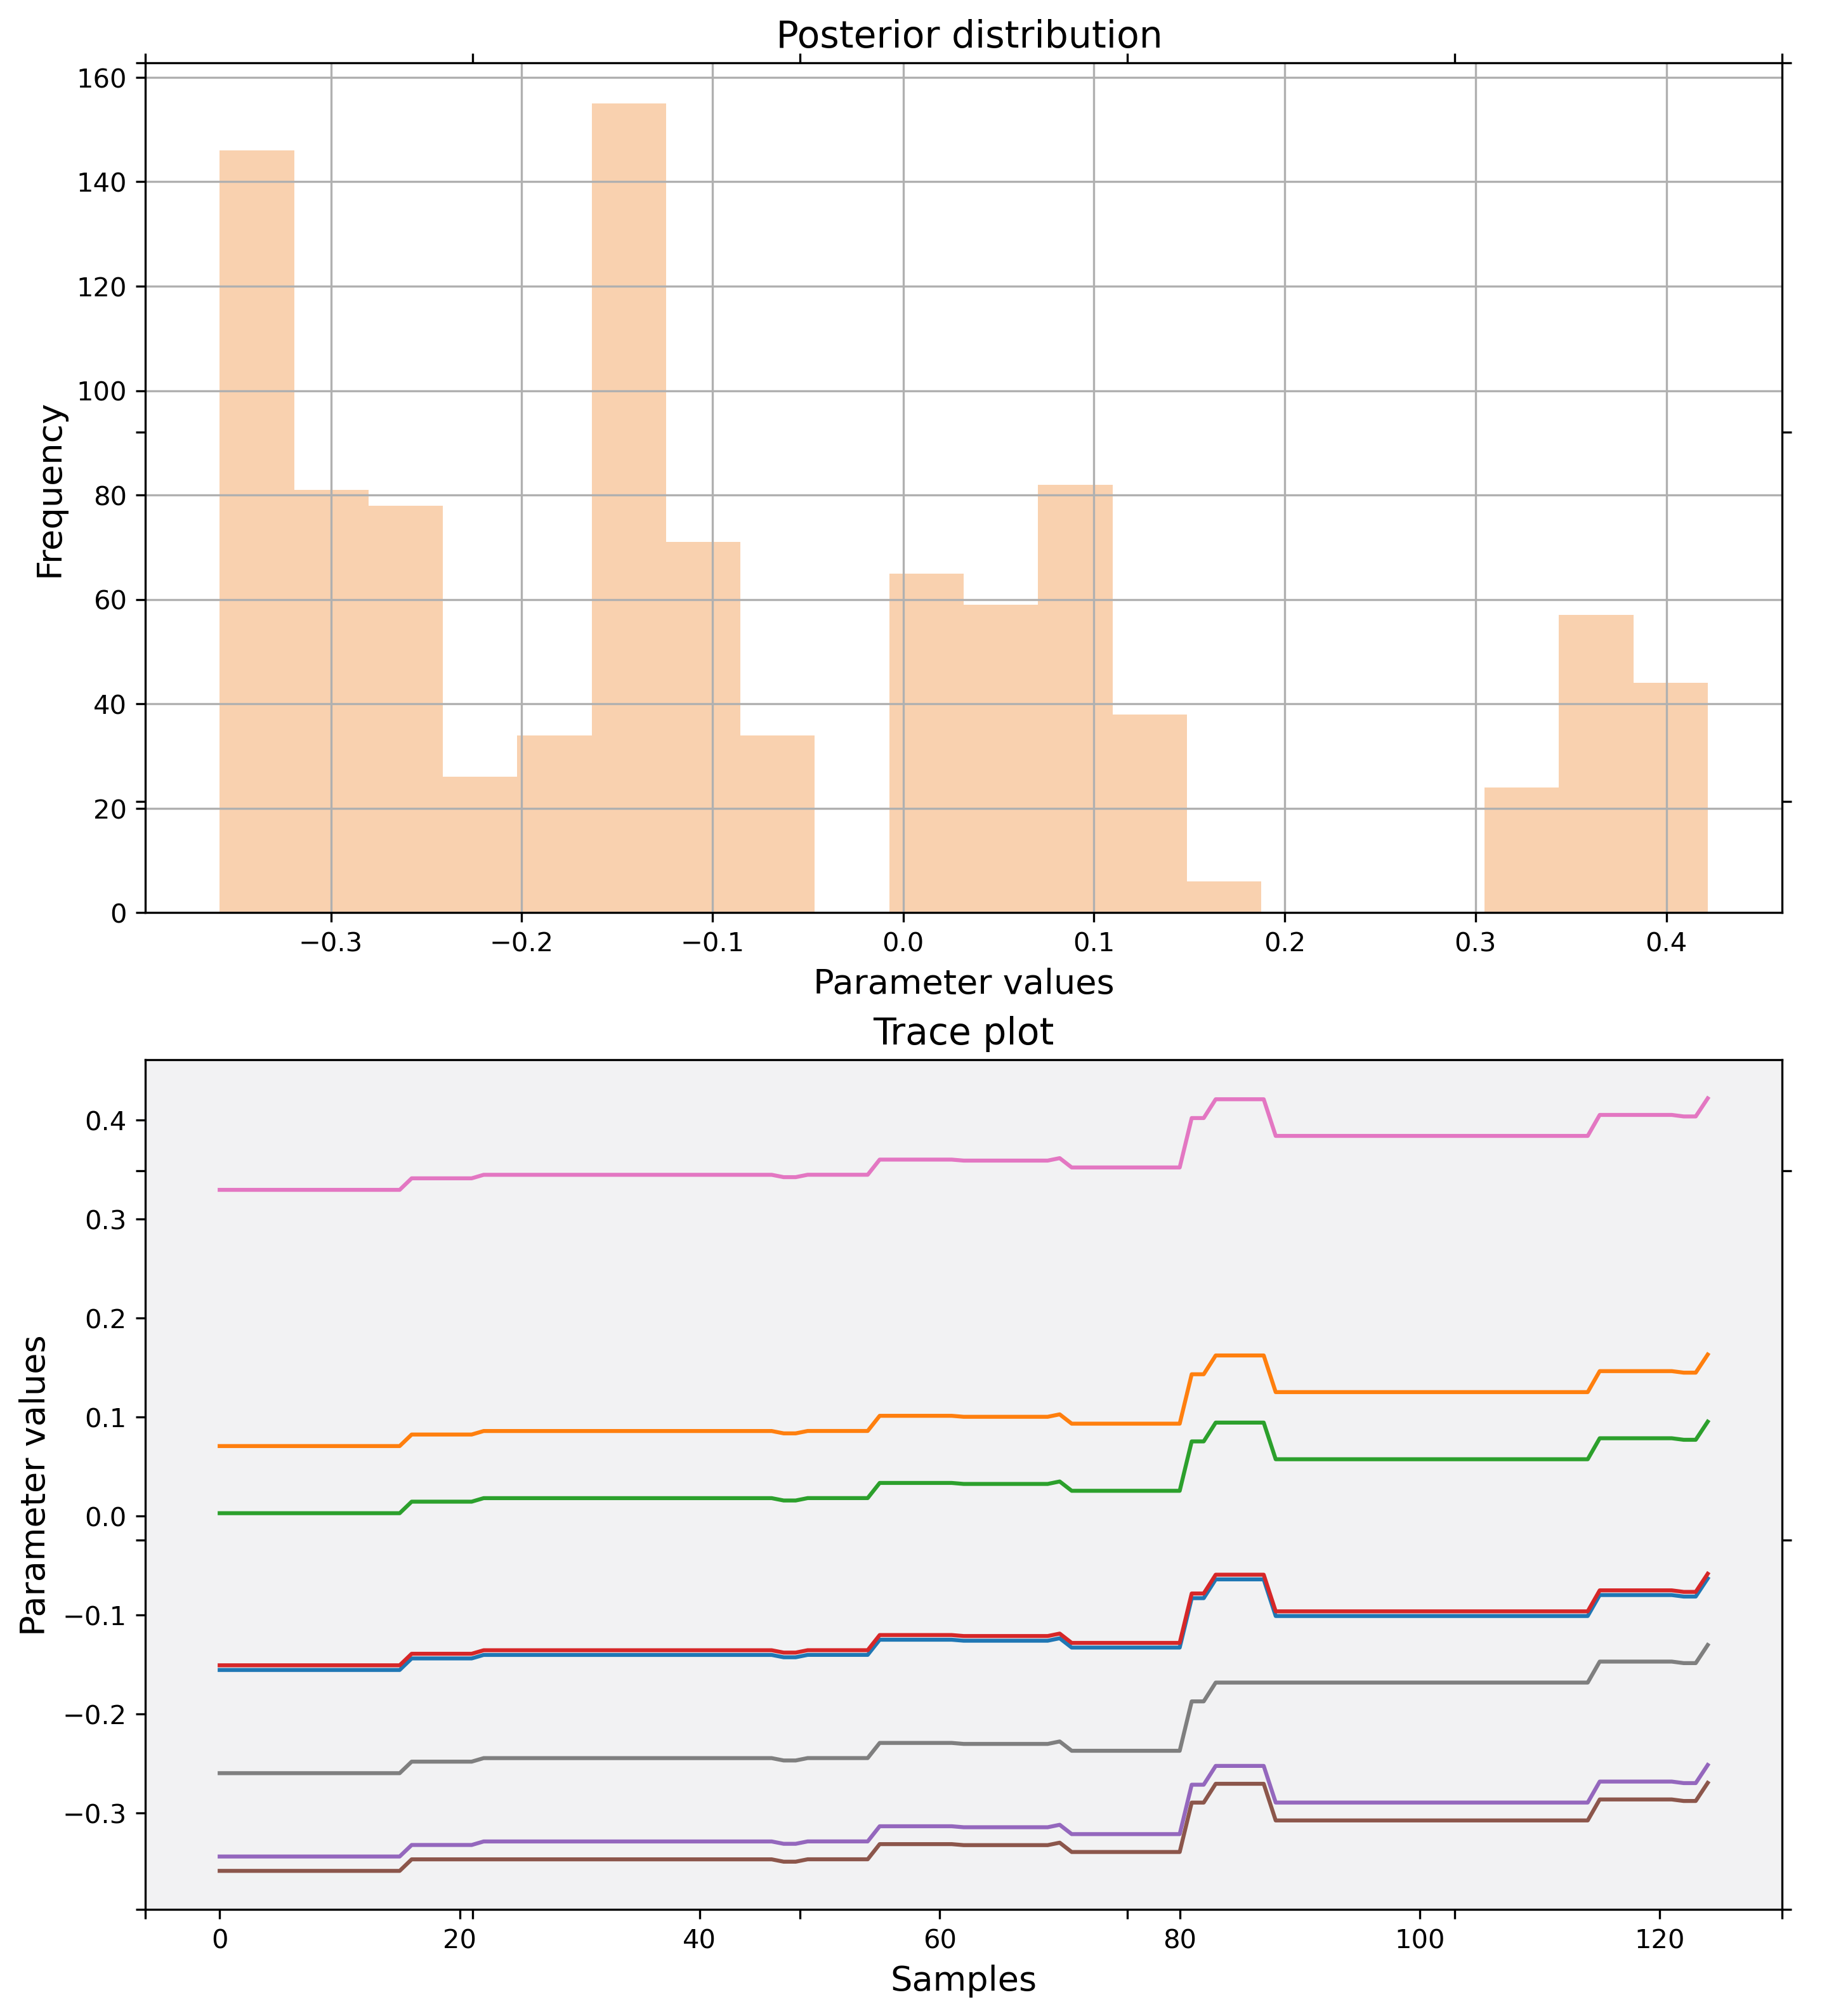 Posterior distribution
160
140
120
100
80
60
40
20
0
Frequency
−0.3 −0.2 −0.1 0.0 0.1 0.2 0.3 0.4
Parameter values
Trace plot
0.4
0.3
0.2
0.1
0.0
−0.1
−0.2
−0.3
Parameter values
0 20 40 60 80 100 120
Samples